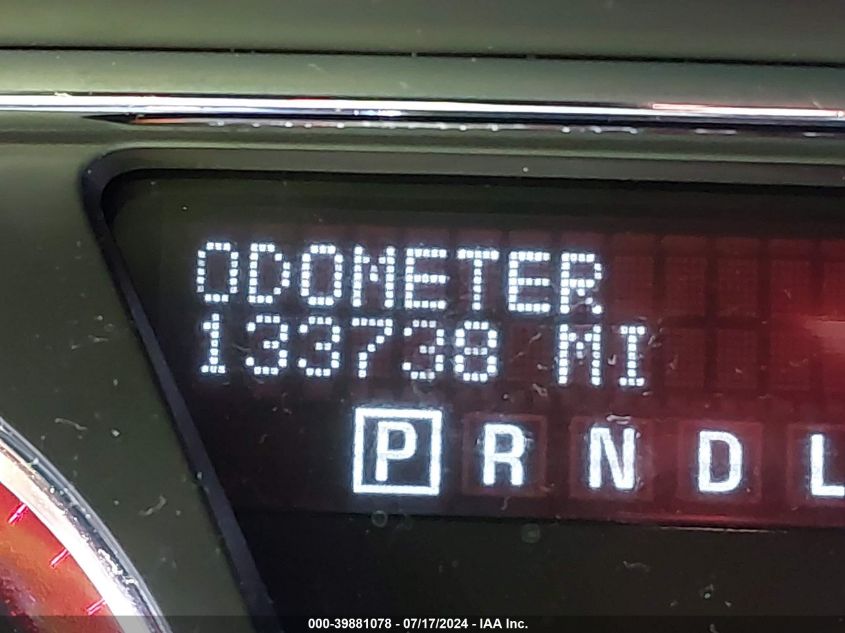 ODOMETER
133738 MI
P R N D L
000-39881078 - 07/17/2024 - IAA Inc.